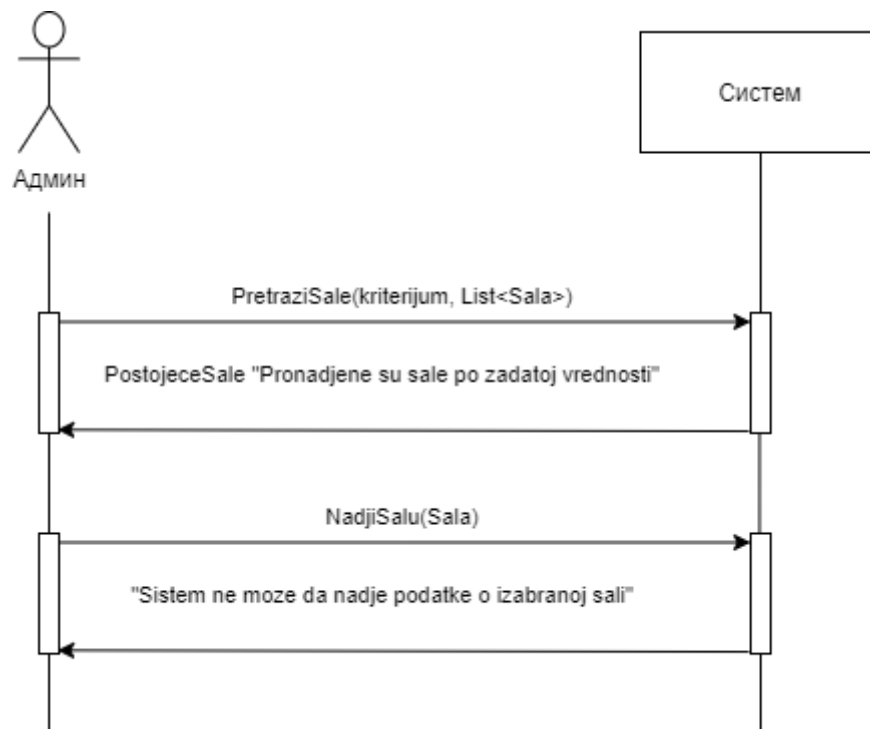 Систем
Админ
PretraziSale(kriterijum, List<Sala>)
PostojeceSale "Pronadjene su sale po zadatoj vrednosti"
NadjiSalu(Sala)
"Sistem ne moze da nadje podatke o izabranoj sali"